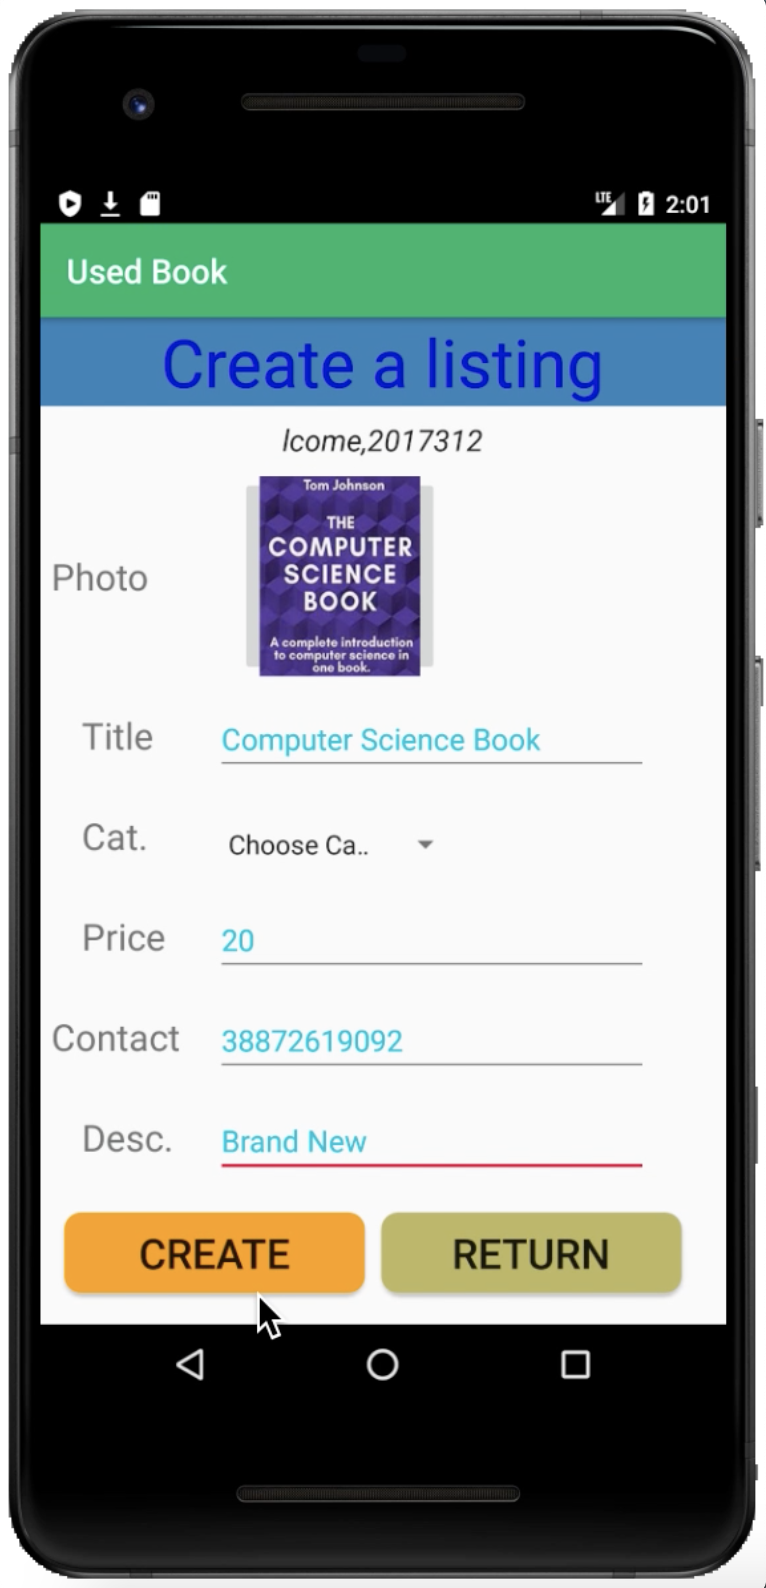 LTE 2:01
Used Book
Create a listing
lcome,2017312
Tom Johnson
THE
COMPUTER
SCIENCE
BOOK
A complete introduction
to computer science in
one book.
Photo
Title Computer Science Book
Cat. Choose Ca..
Price 20
Contact 38872619092
Desc. Brand New
CREATE RETURN